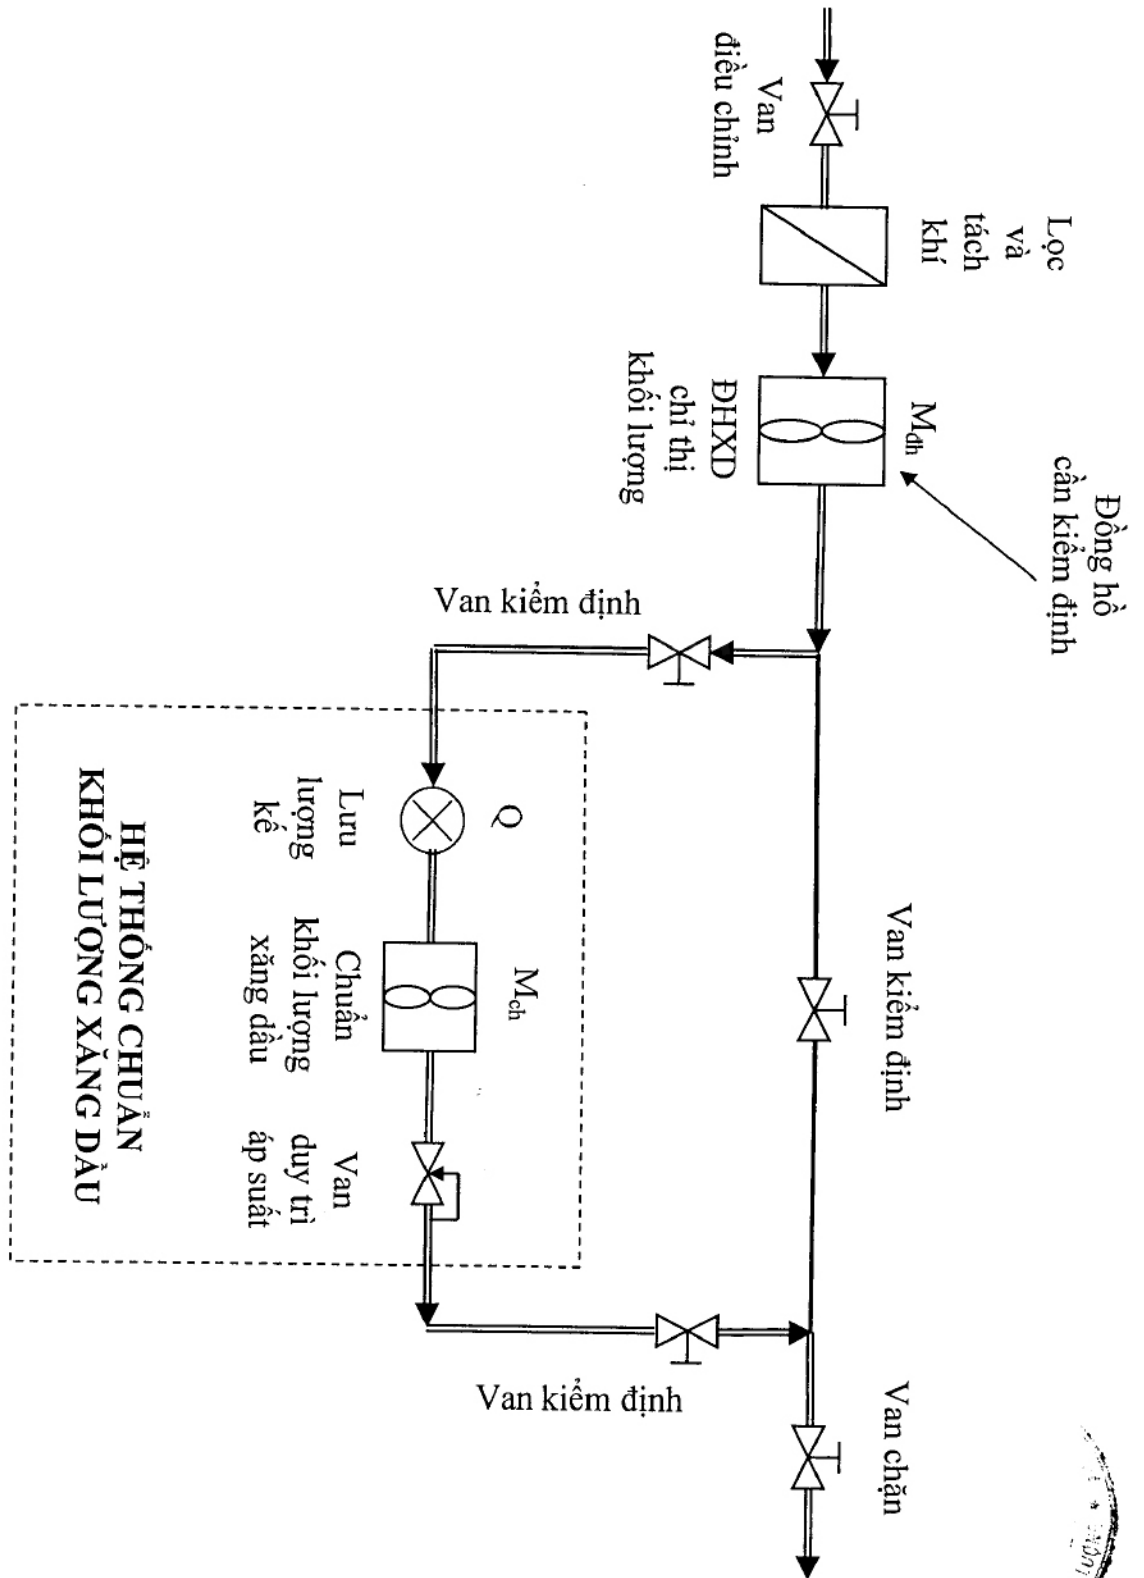 Van
điều chỉnh
Lọc
và
tách
khí
M đh
ĐHXD
chỉ thị
khối lượng
Đồng hồ
cần kiểm định
Van kiểm định
Van kiểm định
Van chặn
Q
Lưu
lượng
kế
M ch
Chuẩn
khối lượng
xăng dầu
Van
duy trì
áp suất
Van kiểm định
HỆ THỐNG CHUẨN
KHỐI LƯỢNG XĂNG DẦU